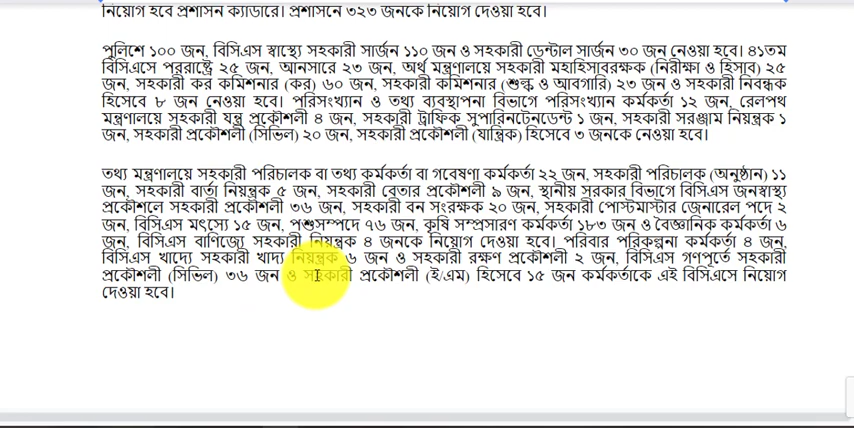 নিয়োগ হবে প্রশাসন ক্যাডারে। প্রশাসনে ৩২৩ জনকে নিয়োগ দেওয়া হবে।
পুলিশে ১০০ জন, বিসিএস স্বাস্থ্যে সহকারী সার্জন ১১০ জন ও সহকারী ডেন্টাল সার্জন ৩০ জন নেওয়া হবে। ৪১তম
বিসিএসে পররাষ্ট্রে ২৫ জন, আনসারে ২৩ জন, অর্থ মন্ত্রণালয়ে সহকারী মহাহিসাবরক্ষক (নিরীক্ষা ও হিসাব) ২৫
জন, সহকারী কর কমিশনার (কর) ৬০ জন, সহকারী কমিশনার (শুল্ক ও আবগারি) ২৩ জন ও সহকারী নিবন্ধক
হিসেবে ৮ জন নেওয়া হবে। পরিসংখ্যান ও তথ্য ব্যবস্থাপনা বিভাগে পরিসংখ্যান কর্মকর্তা ১২ জন, রেলপথ
মন্ত্রণালয়ে সহকারী যন্ত্র প্রকৌশলী ৪ জন, সহকারী ট্রাফিক সুপারিনটেনডেন্ট ১ জন, সহকারী সরঞ্জাম নিয়ন্ত্রক ১
জন, সহকারী প্রকৌশলী (সিভিল) ২০ জন, সহকারী প্রকৌশলী (যান্ত্রিক) হিসেবে ৩ জনকে নেওয়া হবে।
তথ্য মন্ত্রণালয়ে সহকারী পরিচালক বা তথ্য কর্মকর্তা বা গবেষণা কর্মকর্তা ২২ জন, সহকারী পরিচালক (অনুষ্ঠান) ১১
জন, সহকারী বার্তা নিয়ন্ত্রক ৫ জন, সহকারী বেতার প্রকৌশলী ৯ জন, স্থানীয় সরকার বিভাগে বিসিএস জনস্বাস্থ্য
প্রকৌশলে সহকারী প্রকৌশলী ৩৬ জন, সহকারী বন সংরক্ষক ২০ জন, সহকারী পোস্টমাস্টার জেনারেল পদে ২
জন, বিসিএস মৎস্যে ১৫ জন, পশুসম্পদে ৭৬ জন, কৃষি সম্প্রসারণ কর্মকর্তা ১৮৩ জন ও বৈজ্ঞানিক কর্মকর্তা ৬
জন, বিসিএস বাণিজ্যে সহকারী নিয়ন্ত্রক ৪ জনকে নিয়োগ দেওয়া হবে। পরিবার পরিকল্পনা কর্মকর্তা ৪ জন,
বিসিএস খাদ্যে সহকারী খাদ্য নিয়ন্ত্রক ৬ জন ও সহকারী রক্ষণ প্রকৌশলী ২ জন, বিসিএস গণপূর্তে সহকারী
প্রকৌশলী (সিভিল) ৩৬ জন ও সহকারী প্রকৌশলী (ই/এম) হিসেবে ১৫ জন কর্মকর্তাকে এই বিসিএসে নিয়োগ
দেওয়া হবে।